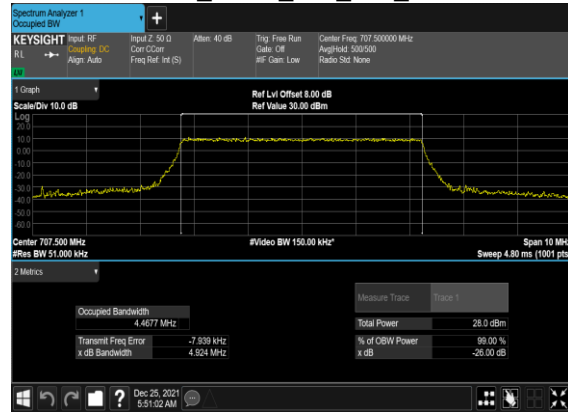 Spectrum Analyzer 1
Occupied BW
+
KEYSIGHT Input: RF Input Z: 50 Ω Atten: 40 dB Trig: Free Run Center Freq: 707.500000 MHz
RL Coupling: DC Corr CCorr Gate: Off Avg|Hold: 500/500
Align: Auto Freq Ref: Int (S) #IF Gain: Low Radio Std: None
LW
1 Graph Ref Lvl Offset 8.00 dB
Scale/Div 10.0 dB Ref Value 30.00 dBm
Log
20.0
10.0
0.00
-10.0
-20.0
-30.0
-40.0
-50.0
-60.0
Center 707.500 MHz #Video BW 150.00 kHz* Span 10 MHz
#Res BW 51.000 kHz Sweep 4.80 ms (1001 pts
2 Metrics
Measure Trace Trace 1
Occupied Bandwidth
4.4677 MHz Total Power 28.0 dBm
Transmit Freq Error -7.939 kHz % of OBW Power 99.00 %
x dB Bandwidth 4.924 MHz x dB -26.00 dB
? Dec 25, 2021
5:51:02 AM